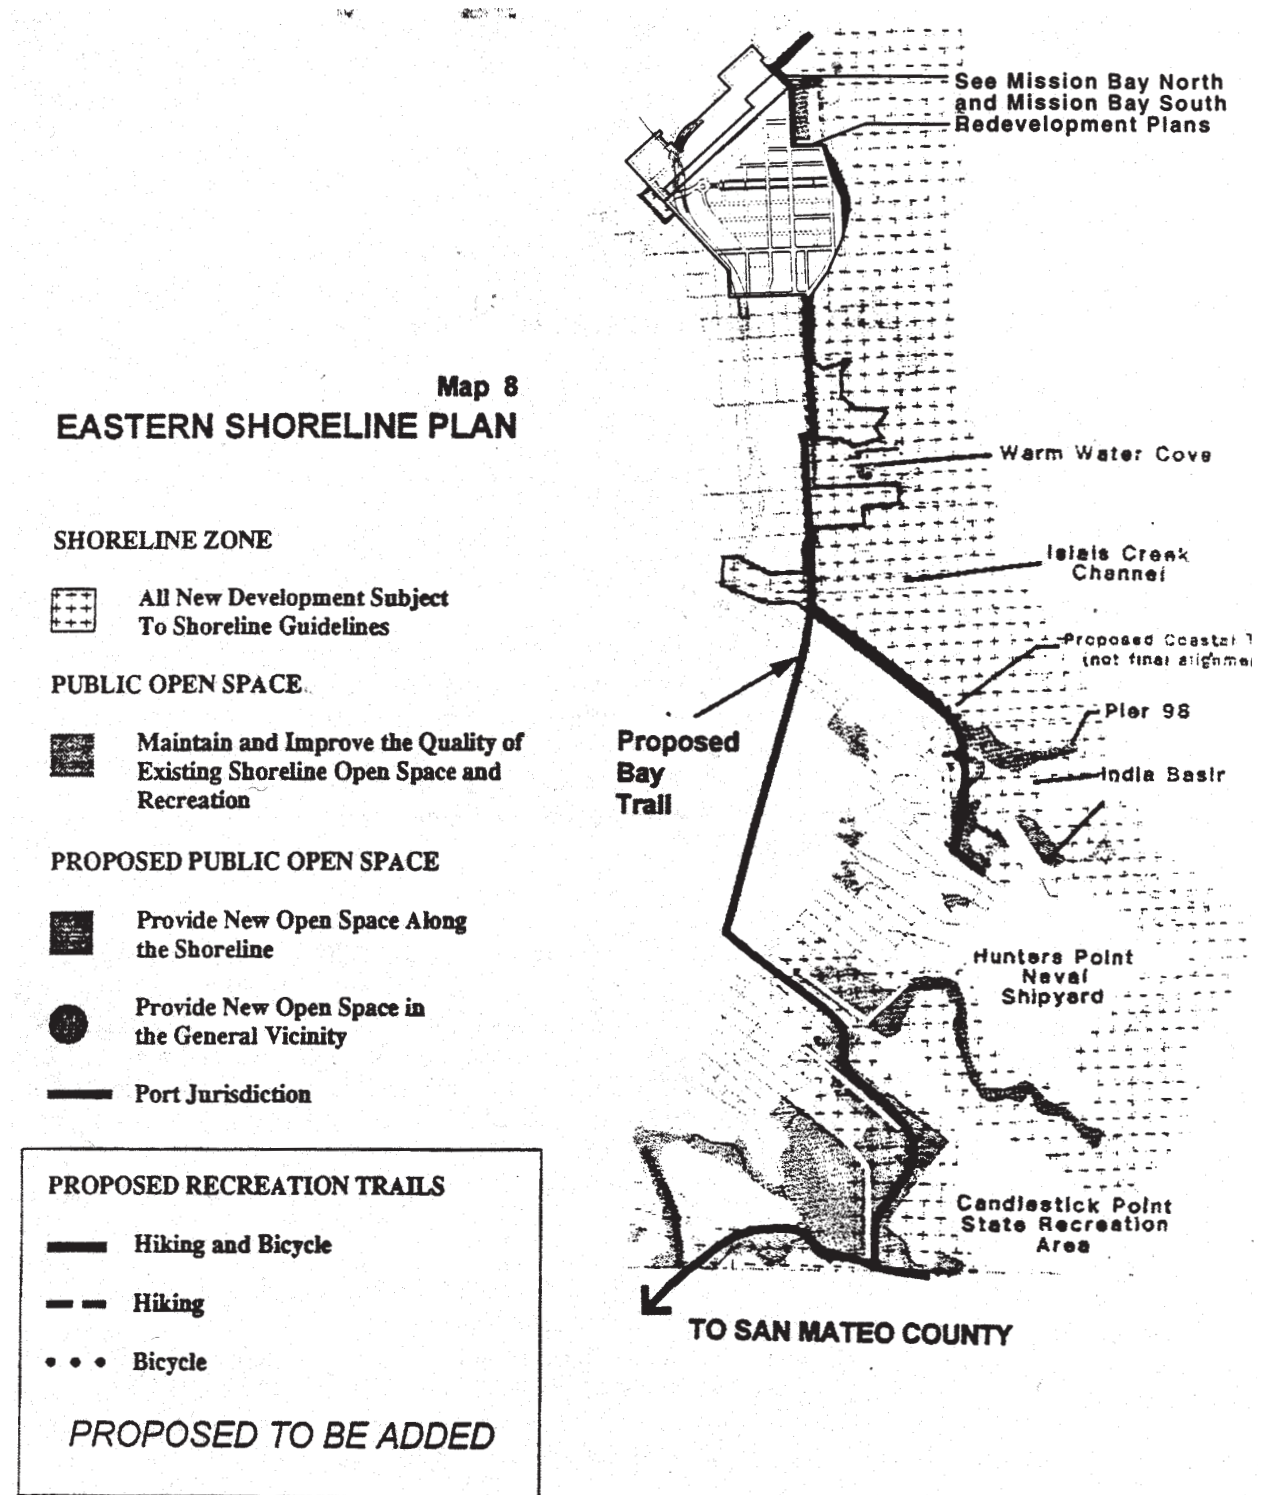 Map 8
EASTERN SHORELINE PLAN
SHORELINE ZONE
All New Development Subject
To Shoreline Guidelines
PUBLIC OPEN SPACE
Maintain and Improve the Quality of
Existing Shoreline Open Space and
Recreation
PROPOSED PUBLIC OPEN SPACE
Provide New Open Space Along
the Shoreline
Provide New Open Space in
the General Vicinity
Port Jurisdiction
PROPOSED RECREATION TRAILS
Hiking and Bicycle
Hiking
Bicycle
PROPOSED TO BE ADDED
See Mission Bay North
and Mission Bay South
Redevelopment Plans
Warm Water Cove
Islais Creek
Channel
Proposed Coastal T
(not final alignme
Pier 98
India Basin
Proposed
Bay
Trail
Hunters Point
Naval
Shipyard
Candlestick Point
State Recreation
Area
TO SAN MATEO COUNTY